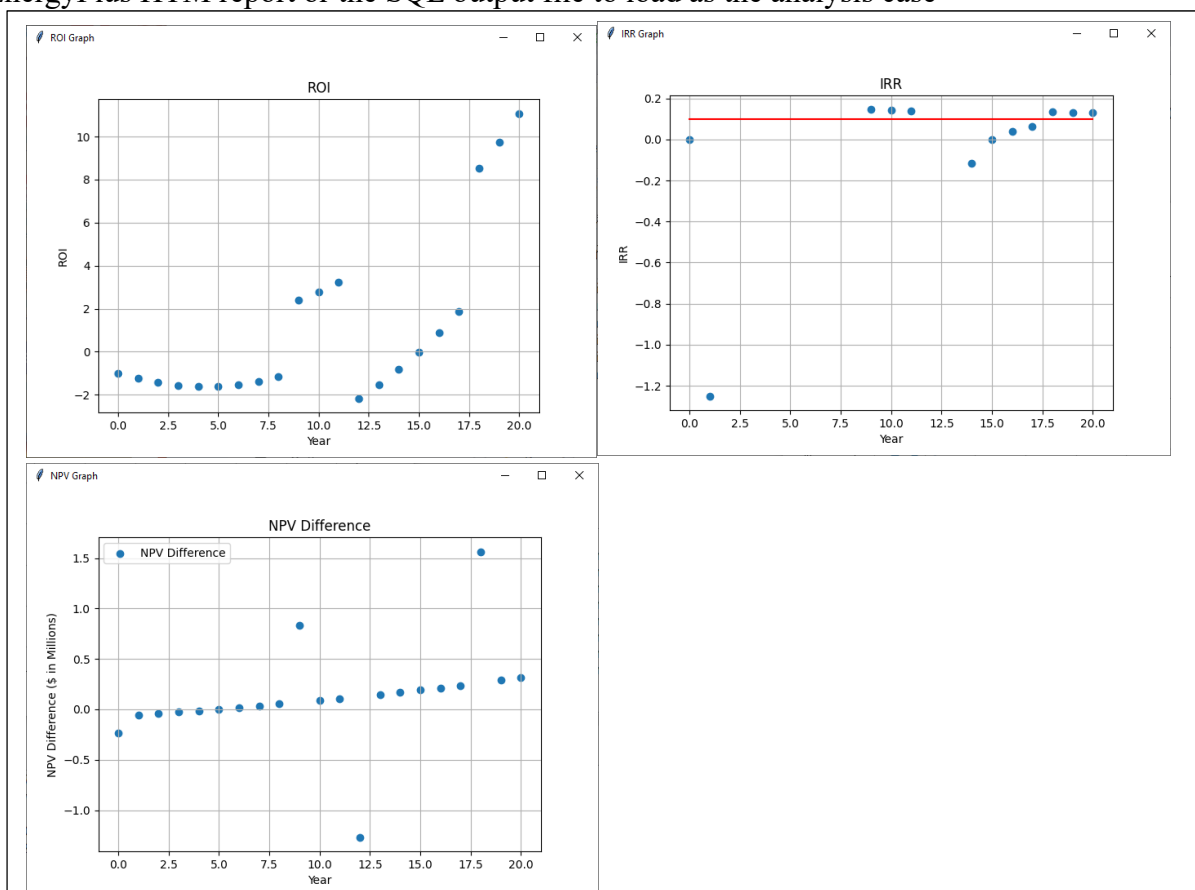 EnergyPlus HTM report or the SQL output file to load as the analysis case
ROI Graph
ROI
10
8
6
4
2
0
−2
ROI
0.0 2.5 5.0 7.5 10.0 12.5 15.0 17.5 20.0
Year
IRR Graph
IRR
0.2
0.0
−0.2
−0.4
−0.6
−0.8
−1.0
−1.2
IRR
0.0 2.5 5.0 7.5 10.0 12.5 15.0 17.5 20.0
Year
NPV Graph
NPV Difference
NPV Difference
1.5
1.0
0.5
0.0
−0.5
−1.0
NPV Difference ($ in Millions)
0.0 2.5 5.0 7.5 10.0 12.5 15.0 17.5 20.0
Year